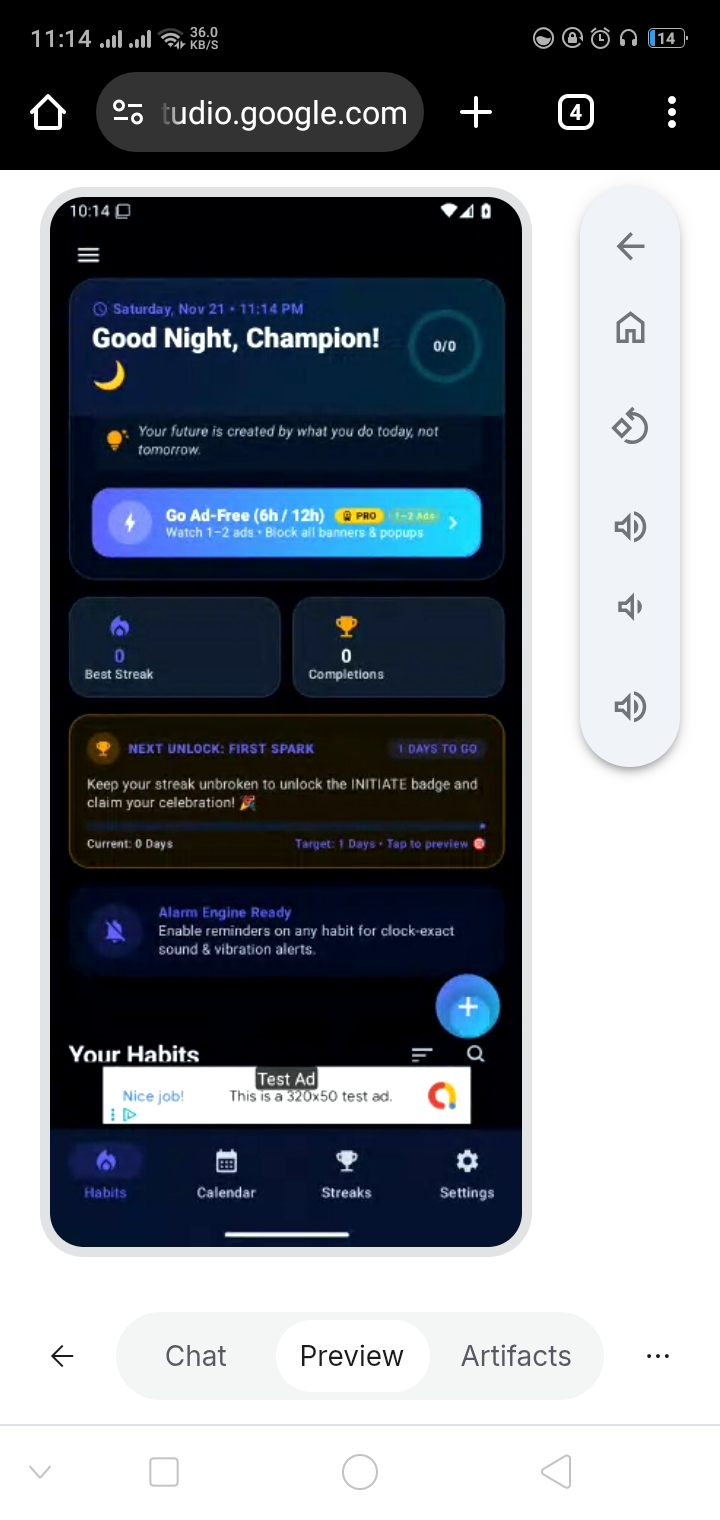 11:14
36.0
KB/S
14
tudio.google.com
4
10:14
Saturday, Nov 21 • 11:14 PM
Good Night, Champion!
🌙
0/0
Your future is created by what you do today, not
tomorrow.
Go Ad-Free (6h / 12h) PRO 1–2 Ads
Watch 1–2 ads • Block all banners & popups
0
Best Streak
0
Completions
NEXT UNLOCK: FIRST SPARK
1 DAYS TO GO
Keep your streak unbroken to unlock the INITIATE badge and
claim your celebration! 🎉
Current: 0 Days
Target: 1 Days • Tap to preview 🎯
Alarm Engine Ready
Enable reminders on any habit for clock-exact
sound & vibration alerts.
Your Habits
Test Ad
Nice job!
This is a 320x50 test ad.
Habits
Calendar
Streaks
Settings
Chat
Preview
Artifacts